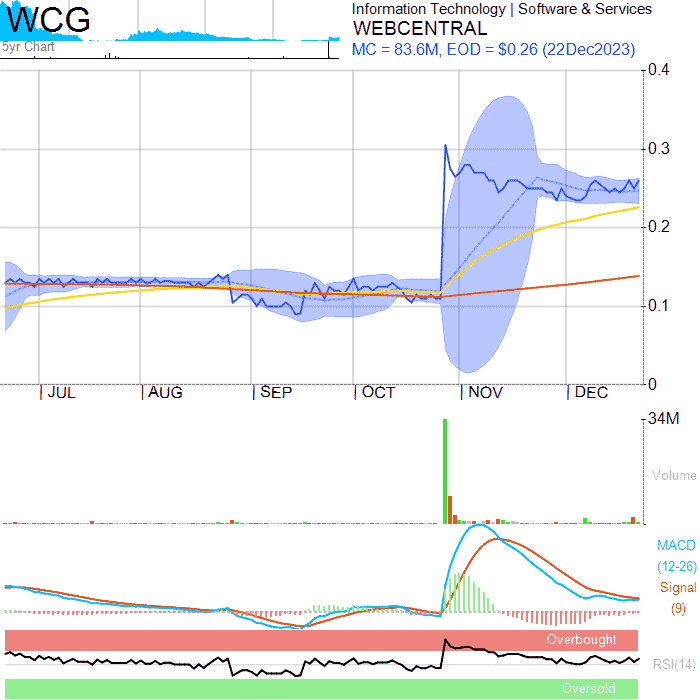 WCG
5yr Chart
Information Technology | Software & Services
WEBCENTRAL
MC = 83.6M, EOD = $0.26 (22Dec2023)
0.4
0.3
0.2
0.1
0
| JUL | AUG | SEP | OCT | NOV | DEC
34M
Volume
MACD
(12-26)
Signal
(9)
Overbought
RSI(14)
Oversold